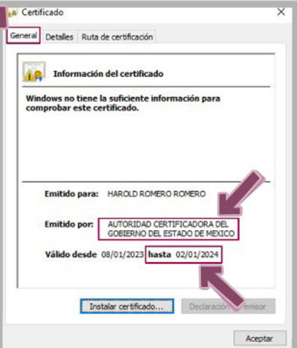 Certificado
General Detalles Ruta de certificación
Información del certificado
Windows no tiene la suficiente información para
comprobar este certificado.
Emitido para: HAROLD ROMERO ROMERO
Emitido por: AUTORIDAD CERTIFICADORA DEL
GOBIERNO DEL ESTADO DE MEXICO
Válido desde 08/01/2023 hasta 02/01/2024
Instalar certificado... Declaración emisor
Aceptar